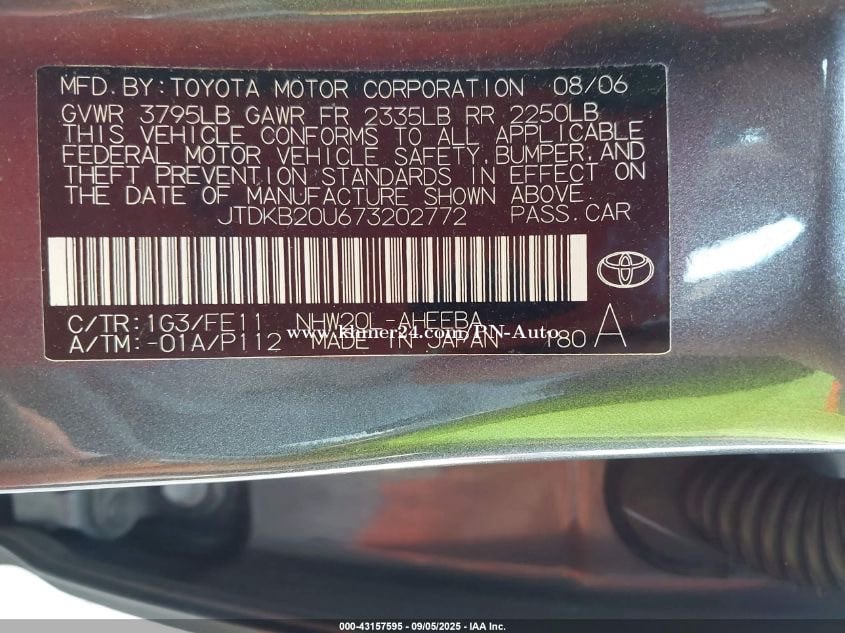 MFD. BY: TOYOTA MOTOR CORPORATION 08/06
GVWR 3795LB GAWR FR 2335LB RR 2250LB
THIS VEHICLE CONFORMS TO ALL APPLICABLE
FEDERAL MOTOR VEHICLE SAFETY, BUMPER, AND
THEFT PREVENTION STANDARDS IN EFFECT ON
THE DATE OF MANUFACTURE SHOWN ABOVE.
JTDKB20U673202772 PASS. CAR
C/TR: 1G3/FE11 NHW20L-AHEEBA
www.khmer24.com/PN-Auto
A/TM: -01A/P112 MADE IN JAPAN 180 A
000-43157595 - 09/05/2025 - IAA Inc.